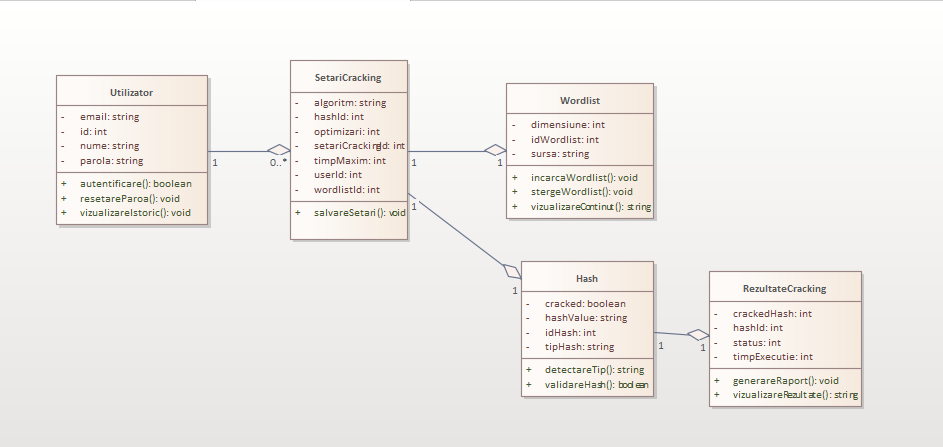 Utilizator
- email: string
- id: int
- nume: string
- parola: string
+ autentificare(): boolean
+ resetareParoa(): void
+ vizualizareIstoric(): void
1
0..*
SetariCracking
- algoritm: string
- hashId: int
- optimizari: int
- setariCrackingId: int
- timpMaxim: int
- userId: int
- wordlistId: int
+ salvareSetari(): void
1
1
1
1
Wordlist
- dimensiune: int
- idWordlist: int
- sursa: string
+ incarcaWordlist(): void
+ stergeWordlist(): void
+ vizualizareContinut(): string
Hash
- cracked: boolean
- hashValue: string
- idHash: int
- tipHash: string
+ detectareTip(): string
+ validareHash(): boolean
1
1
RezultateCracking
- crackedHash: int
- hashId: int
- status: int
- timpExecutie: int
+ generareRaport(): void
+ vizualizareRezultate(): string